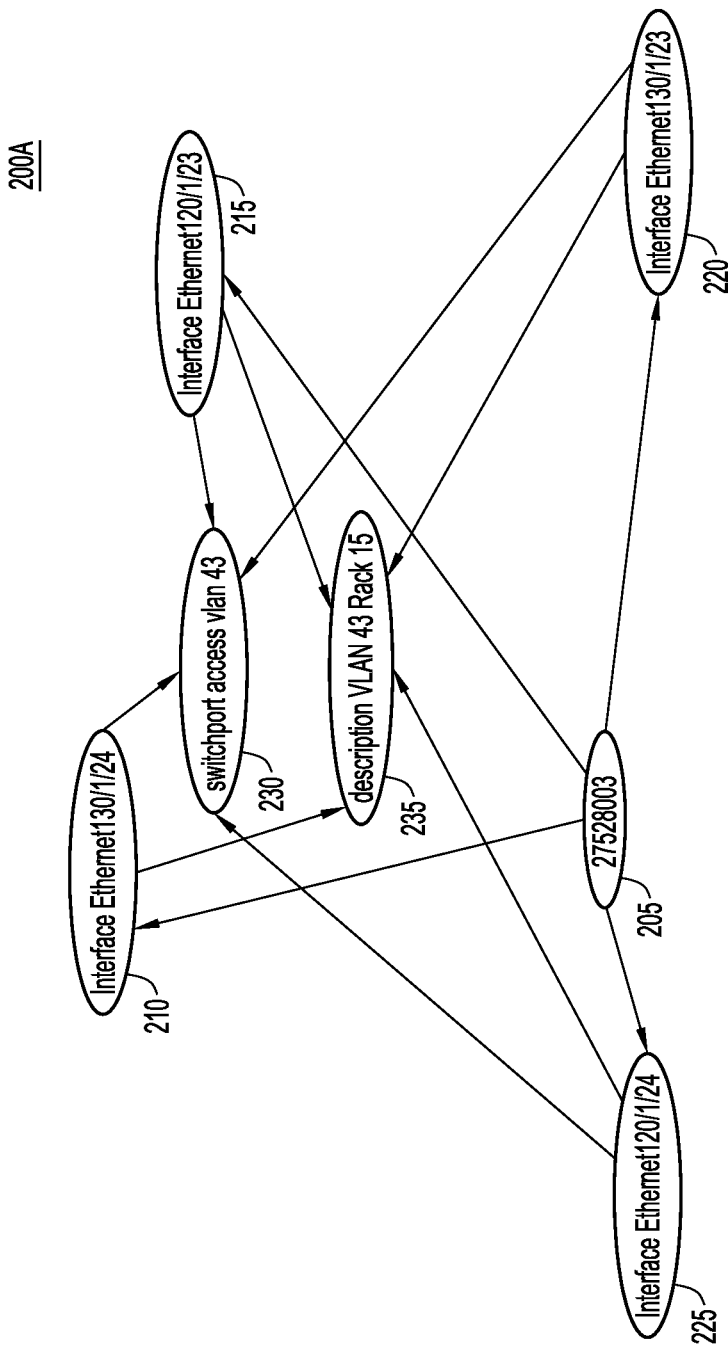 200A
Interface Ethernet130/1/24
210
Interface Ethernet120/1/23
215
switchport access vlan 43
230
description VLAN 43 Rack 15
235
27528003
205
Interface Ethernet120/1/24
225
Interface Ethernet130/1/23
220